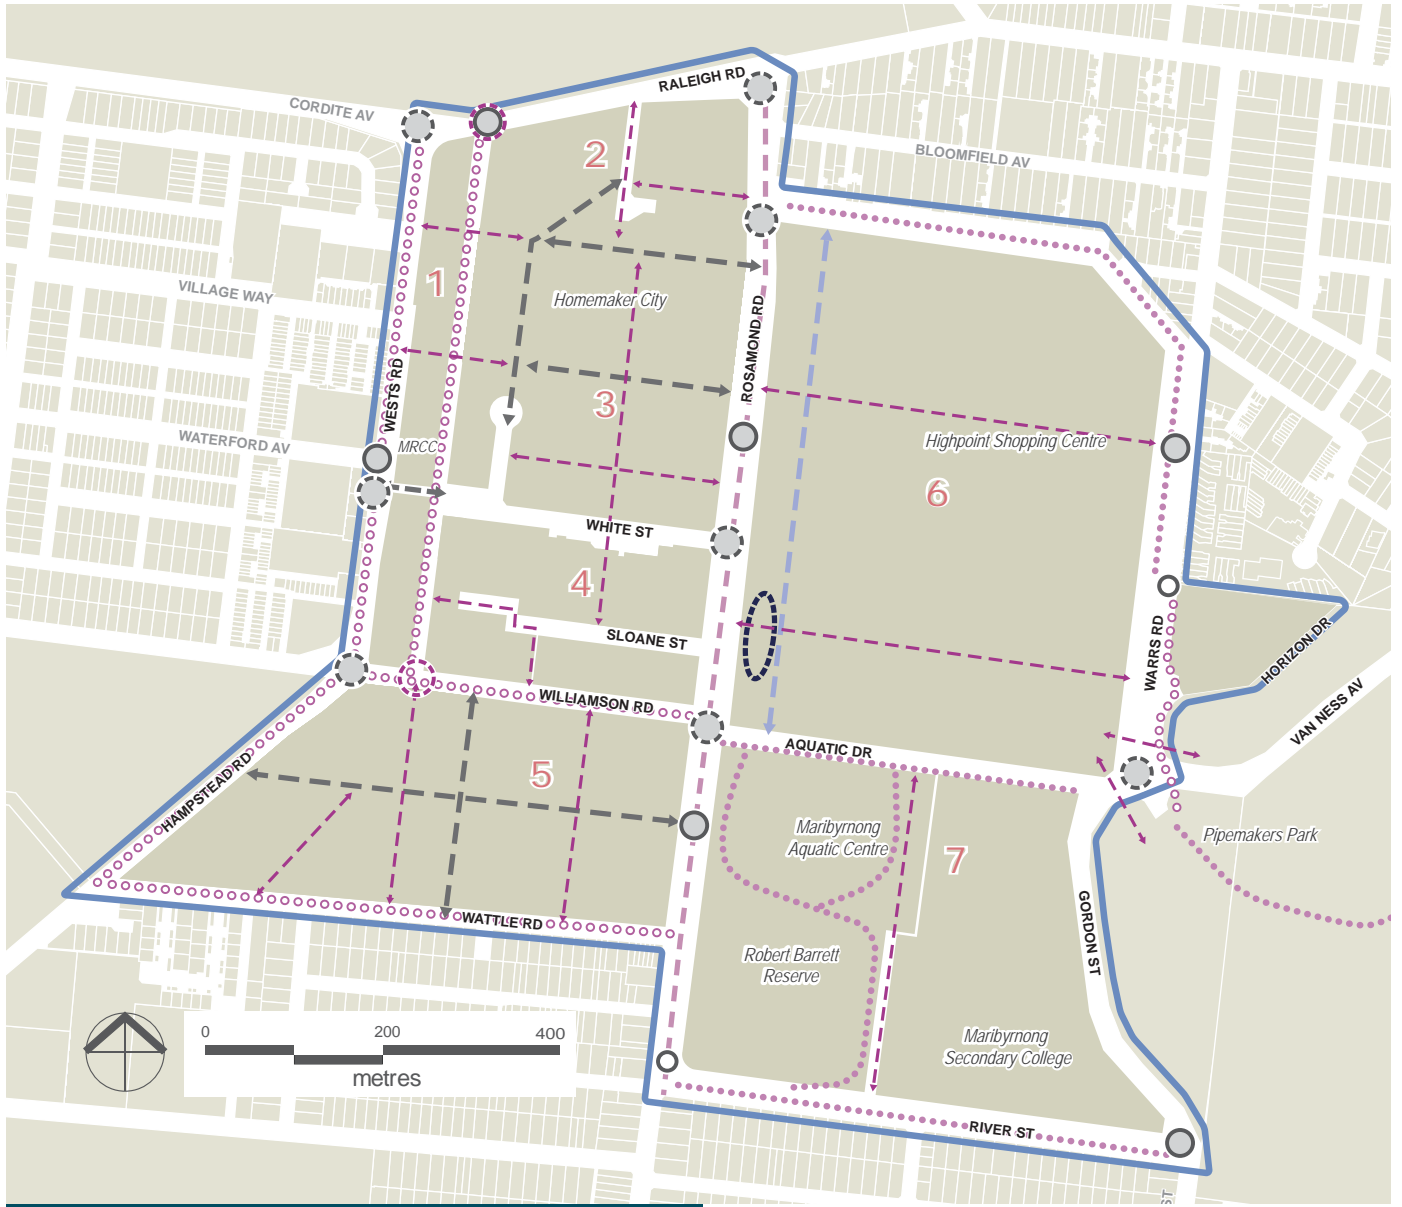 RALEIGH RD
CORDITE AV
2
BLOOMFIELD AV
1
VILLAGE WAY
Homemaker City
ROSAMOND RD
WESTS RD
3
WATERFORD AV
MRCC
Highpoint Shopping Centre
6
WHITE ST
4
SLOANE ST
WARRS RD
HORIZON DR
WILLIAMSON RD
VAN NESS AV
AQUATIC DR
HAMPSTEAD RD
5
Maribyrnong
Aquatic Centre
7
Pipemakers Park
WATTLE RD
GORDON ST
Robert Barrett
Reserve
Maribyrnong
Secondary College
0 200 400
metres
RIVER ST
ST